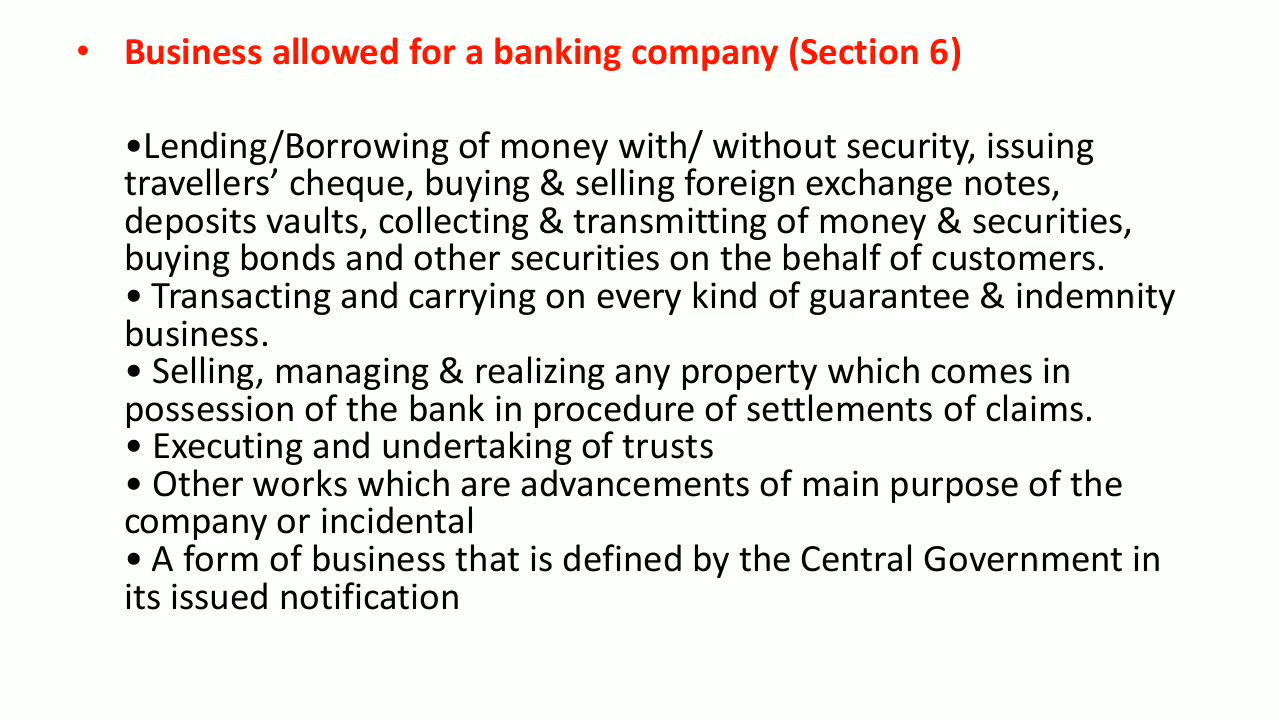 • Business allowed for a banking company (Section 6)
•Lending/Borrowing of money with/ without security, issuing
travellers’ cheque, buying & selling foreign exchange notes,
deposits vaults, collecting & transmitting of money & securities,
buying bonds and other securities on the behalf of customers.
• Transacting and carrying on every kind of guarantee & indemnity
business.
• Selling, managing & realizing any property which comes in
possession of the bank in procedure of settlements of claims.
• Executing and undertaking of trusts
• Other works which are advancements of main purpose of the
company or incidental
• A form of business that is defined by the Central Government in
its issued notification